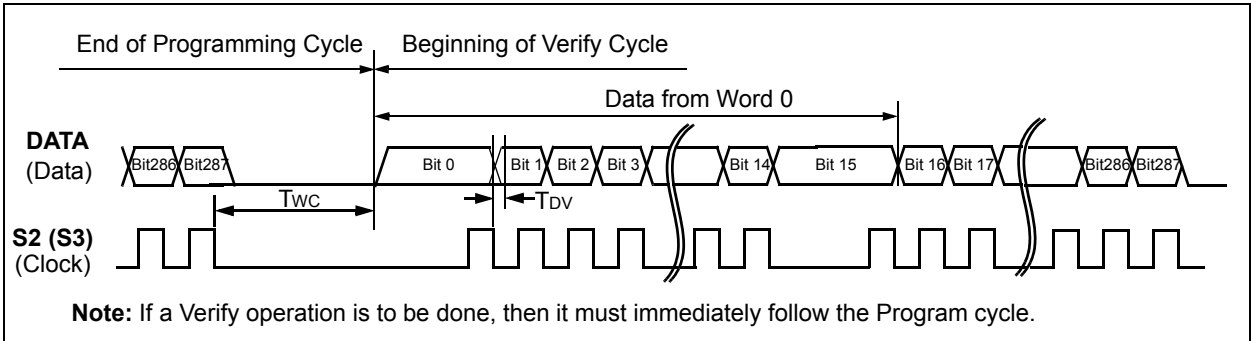 End of Programming Cycle Beginning of Verify Cycle
Data from Word 0
DATA
(Data)
Bit286 Bit287 Bit 0 Bit 1 Bit 2 Bit 3 Bit 14 Bit 15 Bit 16 Bit 17 Bit286 Bit287
TWC TDV
S2 (S3)
(Clock)
Note: If a Verify operation is to be done, then it must immediately follow the Program cycle.